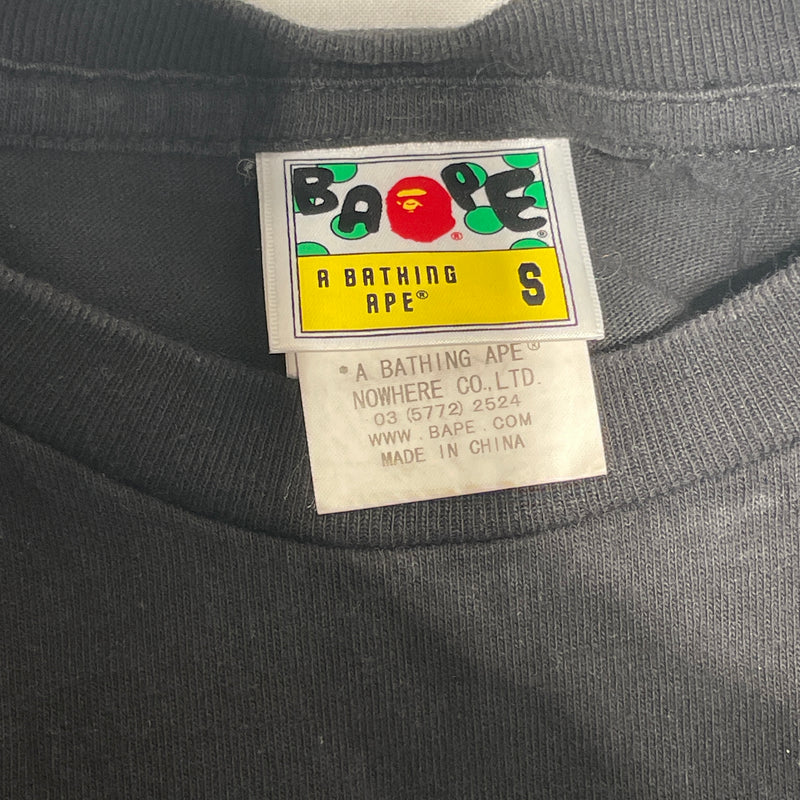 BAPE®
A BATHING
APE® S
• A BATHING APE®
NOWHERE CO.,LTD.
03 (5772) 2524
WWW . BAPE . COM
MADE IN CHINA